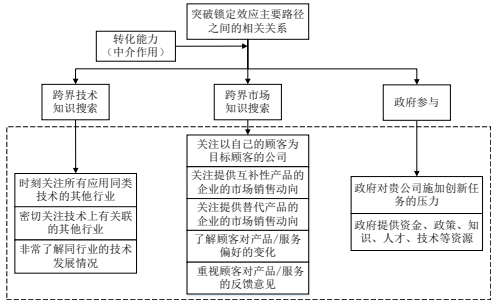 突破锁定效应主要路径
之间的相关关系
转化能力
（中介作用）
跨界技术
知识搜索
跨界市场
知识搜索
政府参与
时刻关注所有应用同类
技术的其他行业
密切关注技术上有关联
的其他行业
非常了解同行业的技术
发展情况
关注以自己的顾客为
目标顾客的公司
关注提供互补性产品的
企业的市场销售动向
关注提供替代产品的
企业的市场销售动向
了解顾客对产品/服务
偏好的变化
重视顾客对产品/服务
的反馈意见
政府对贵公司施加创新任
务的压力
政府提供资金、政策、知
识、人才、技术等资源